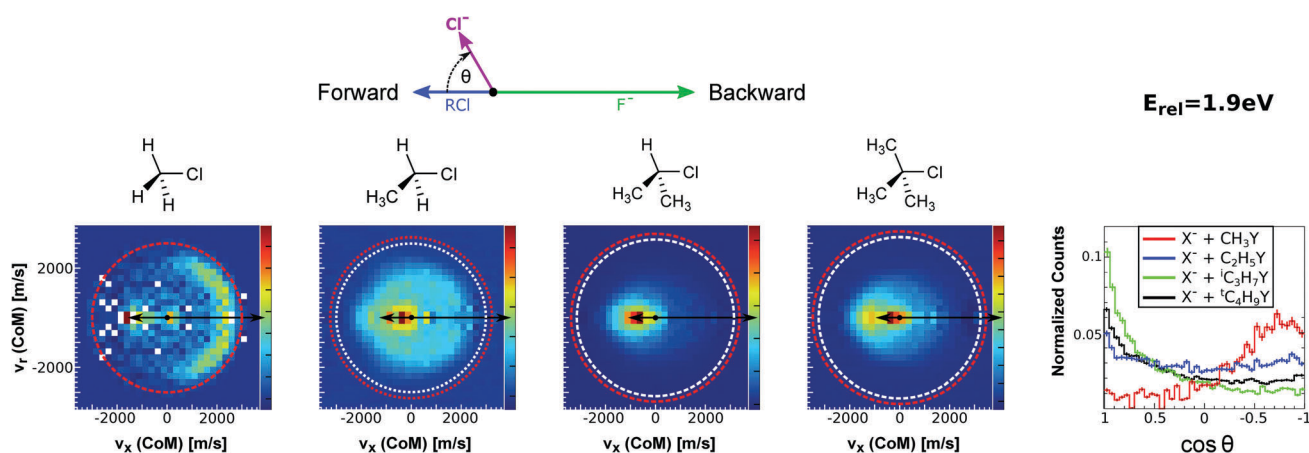 Cl⁻
θ
Forward
RCl
F⁻
Backward
E_rel=1.9eV
H
H
H
Cl
H
H₃C
H
Cl
H
H₃C
CH₃
Cl
H₃C
H₃C
CH₃
Cl
v_r (CoM) [m/s]
2000
0
-2000
-2000 0 2000
v_x (CoM) [m/s]
-2000 0 2000
v_x (CoM) [m/s]
-2000 0 2000
v_x (CoM) [m/s]
-2000 0 2000
v_x (CoM) [m/s]
Normalized Counts
0.1
0.05
X⁻ + CH₃Y
X⁻ + C₂H₅Y
X⁻ + ⁱC₃H₇Y
X⁻ + ᵗC₄H₉Y
1 0.5 0 -0.5 -1
cos θ